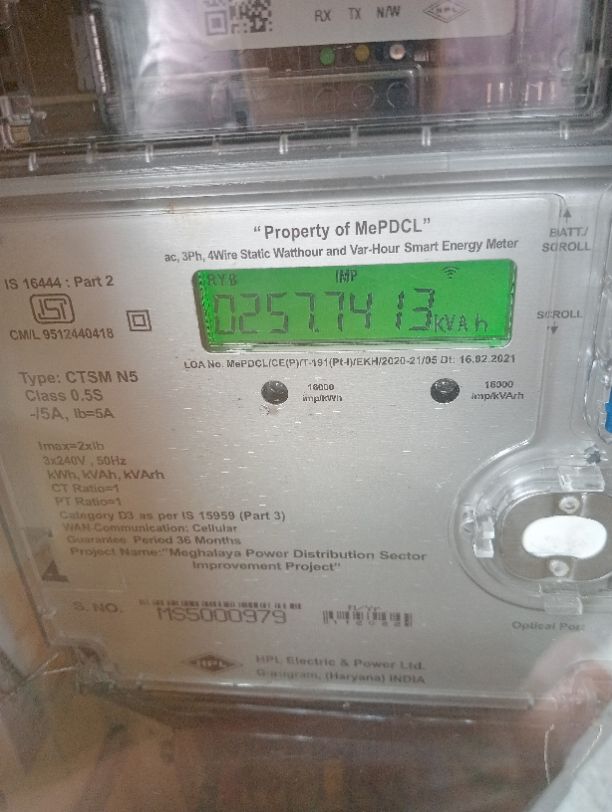 RX TX N/W
"Property of MePDCL"
ac, 3Ph, 4Wire Static Watthour and Var-Hour Smart Energy Meter
BATT./
SCROLL
IS 16444 : Part 2
CM/L 9512440418
R Y B IMP
0257.7413 kVAh
SCROLL
LOA No. MePDCL/CE(P)/T-191(Pt-I)/EKH/2020-21/05 Dt: 16.02.2021
Type: CTSM N5
Class 0.5S
-/5A, Ib=5A
16000
imp/kWh
16000
imp/kVArh
Imax=2xIb
3x240V , 50Hz
kWh, kVAh, kVArh
CT Ratio=1
PT Ratio=1
Category D3 as per IS 15959 (Part 3)
WAN-Communication: Cellular
Guarantee Period 36 Months
Project Name:"Meghalaya Power Distribution Sector
Improvement Project"
S. NO.
MS5000979
Optical Port
HPL
HPL Electric & Power Ltd.
Gurugram, (Haryana) INDIA